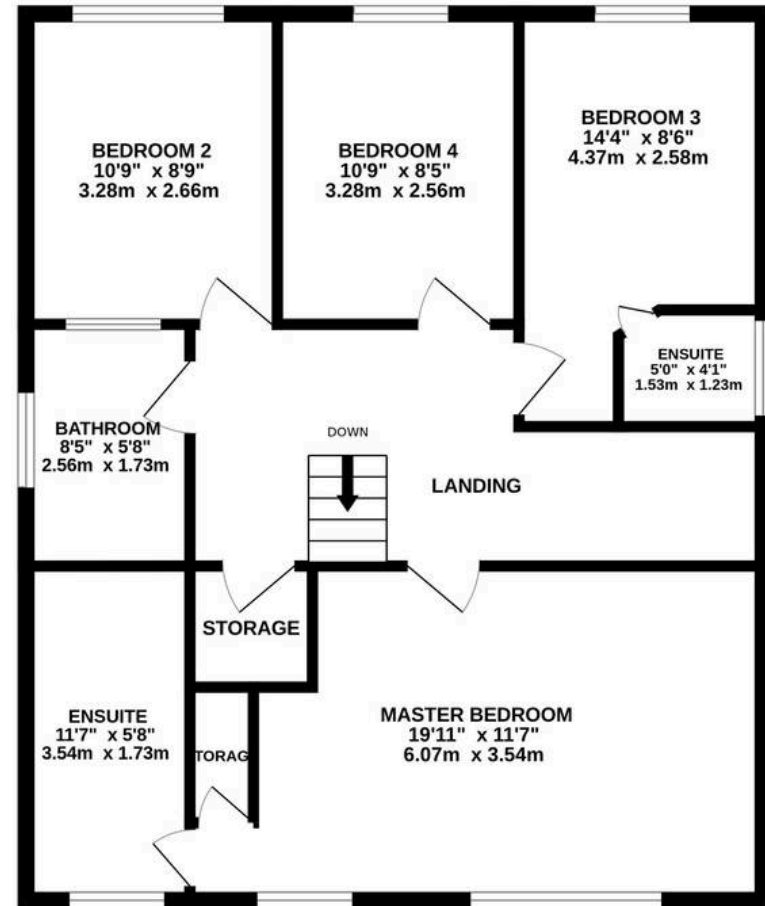 BEDROOM 2
10'9" x 8'9"
3.28m x 2.66m
BEDROOM 4
10'9" x 8'5"
3.28m x 2.56m
BEDROOM 3
14'4" x 8'6"
4.37m x 2.58m
ENSUITE
5'0" x 4'1"
1.53m x 1.23m
BATHROOM
8'5" x 5'8"
2.56m x 1.73m
DOWN
LANDING
STORAGE
ENSUITE
11'7" x 5'8"
3.54m x 1.73m
TORAG
MASTER BEDROOM
19'11" x 11'7"
6.07m x 3.54m